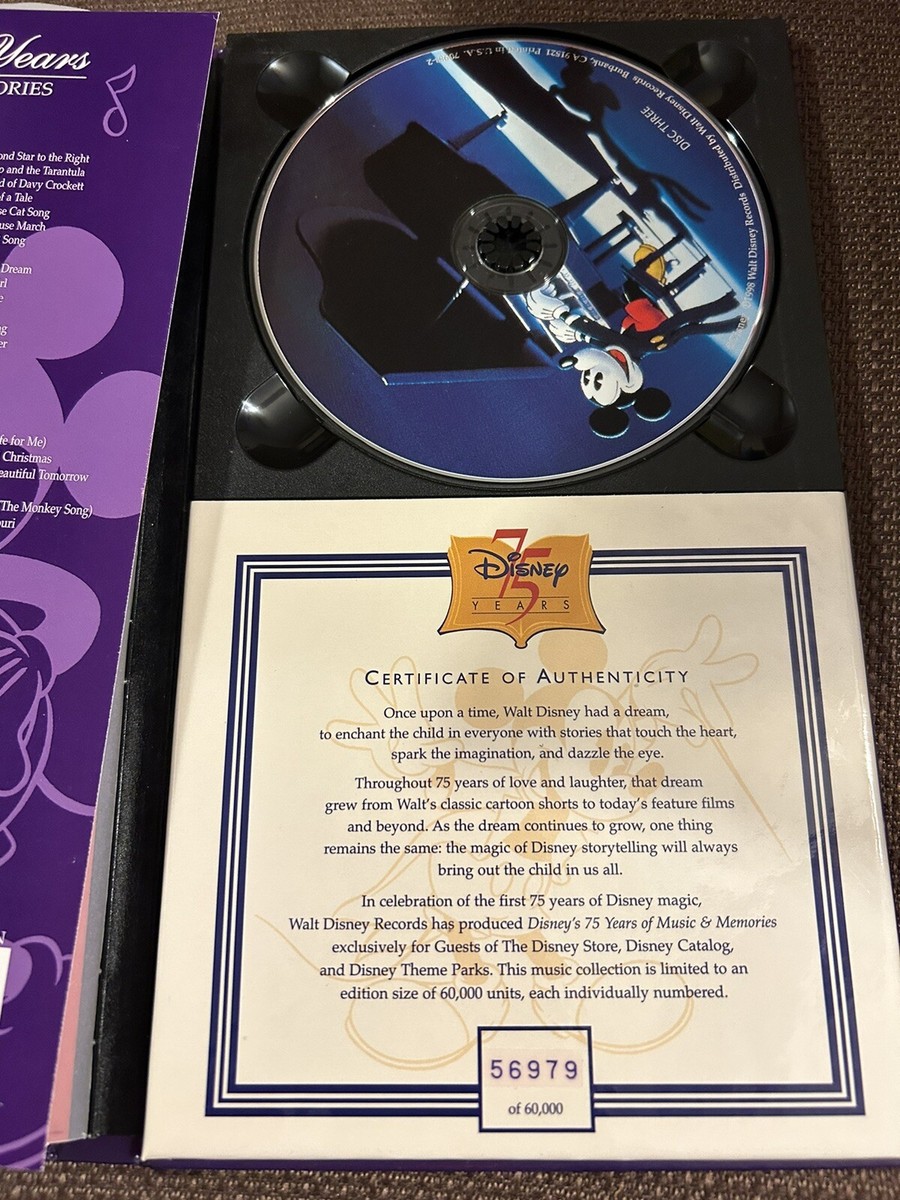 Years
ORIES
ond Star to the Right
and the Tarantula
d of Davy Crockett
of a Tale
se Cat Song
use March
Song
Dream
rl
e
ng
er
fe for Me)
Christmas
eautiful Tomorrow
(The Monkey Song)
ouri
N
DISC THREE
©1998 Walt Disney Records Distributed by Walt Disney Records Burbank, CA 91521 Printed in U.S.A.
75
Disney
YEARS
CERTIFICATE OF AUTHENTICITY
Once upon a time, Walt Disney had a dream,
to enchant the child in everyone with stories that touch the heart,
spark the imagination, and dazzle the eye.
Throughout 75 years of love and laughter, that dream
grew from Walt's classic cartoon shorts to today's feature films
and beyond. As the dream continues to grow, one thing
remains the same: the magic of Disney storytelling will always
bring out the child in us all.
In celebration of the first 75 years of Disney magic,
Walt Disney Records has produced Disney's 75 Years of Music & Memories
exclusively for Guests of The Disney Store, Disney Catalog,
and Disney Theme Parks. This music collection is limited to an
edition size of 60,000 units, each individually numbered.
56979
of 60,000